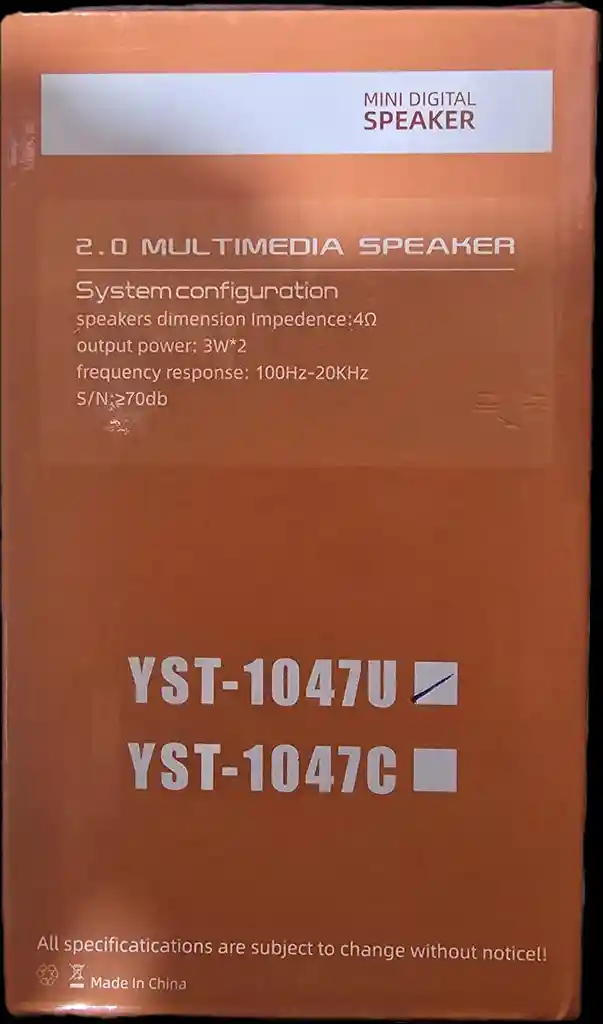 MINI DIGITAL
SPEAKER
2.0 MULTIMEDIA SPEAKER
System configuration
speakers dimension Impedence:4Ω
output power: 3W*2
frequency response: 100Hz-20KHz
S/N:≥70db
YST-1047U
YST-1047C
All specificatications are subject to change without noticel!
Made In China